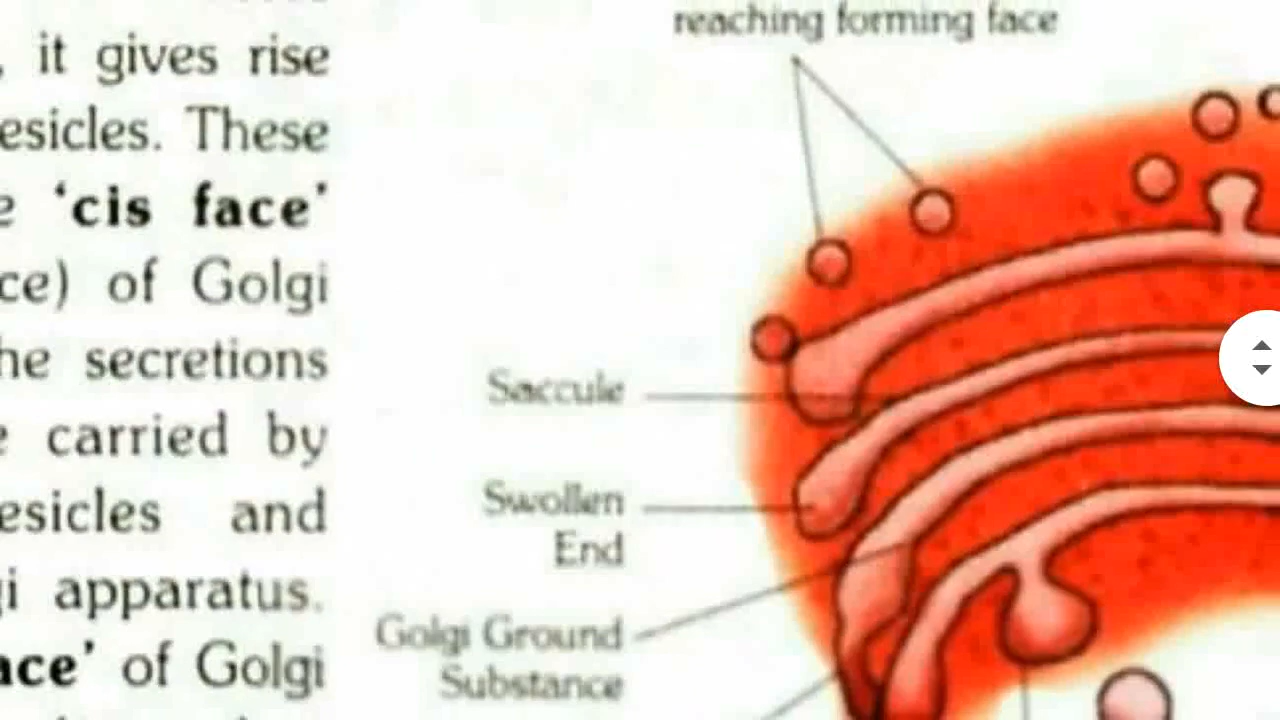 , it gives rise
esicles. These
e ‘cis face’
ce) of Golgi
he secretions
e carried by
esicles and
gi apparatus.
ace’ of Golgi
reaching forming face
Saccule
Swollen
End
Golgi Ground
Substance